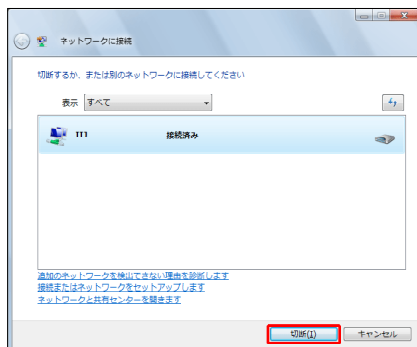 ネットワークに接続
切断するか、または別のネットワークに接続してください
表示 すべて
接続済み
追加のネットワークを検出できない理由を診断します
接続またはネットワークをセットアップします
ネットワークと共有センターを開きます
切断(I) キャンセル